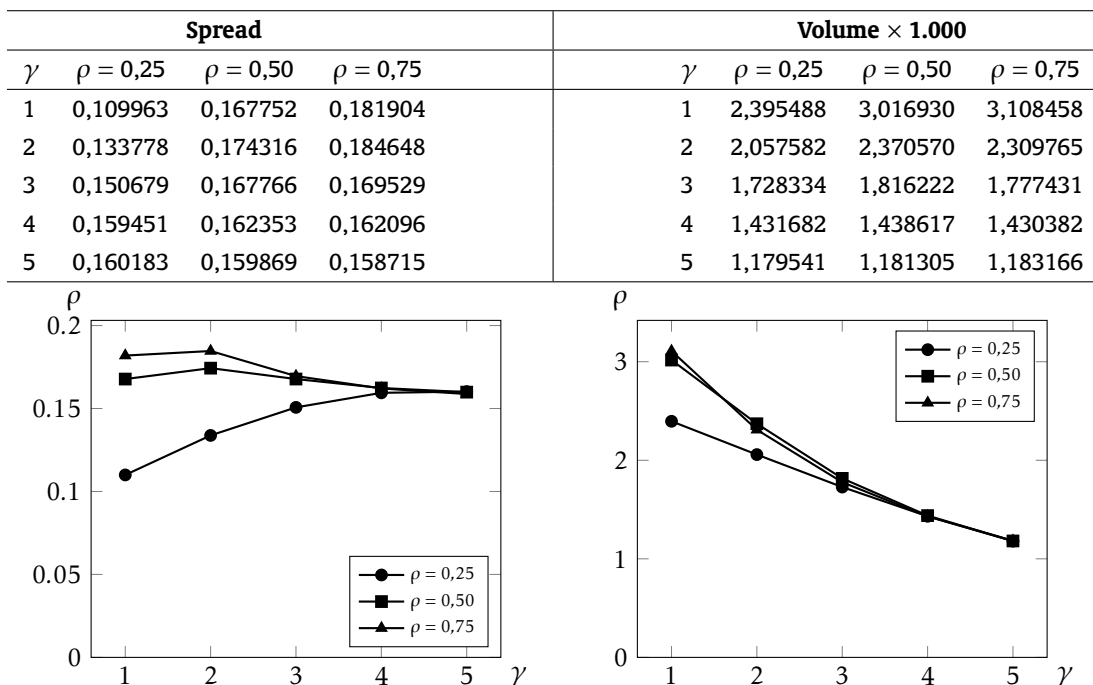 Spread Volume × 1.000
γ ρ = 0,25 ρ = 0,50 ρ = 0,75 γ ρ = 0,25 ρ = 0,50 ρ = 0,75
1 0,109963 0,167752 0,181904 1 2,395488 3,016930 3,108458
2 0,133778 0,174316 0,184648 2 2,057582 2,370570 2,309765
3 0,150679 0,167766 0,169529 3 1,728334 1,816222 1,777431
4 0,159451 0,162353 0,162096 4 1,431682 1,438617 1,430382
5 0,160183 0,159869 0,158715 5 1,179541 1,181305 1,183166
ρ
0.2
0.15
0.1
0.05
0
1 2 3 4 5 γ
ρ = 0,25
ρ = 0,50
ρ = 0,75
ρ
3
2
1
0
1 2 3 4 5 γ
ρ = 0,25
ρ = 0,50
ρ = 0,75